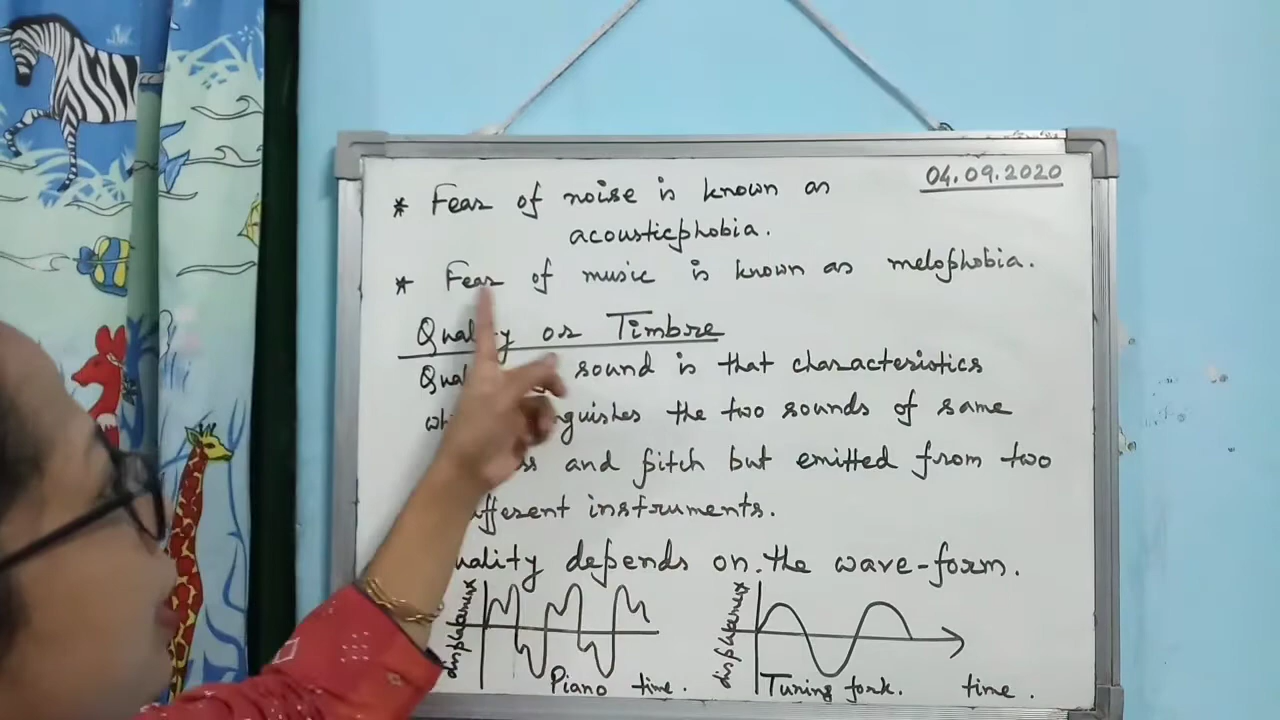 04.09.2020
* Fear of noise is known as
acousticphobia.
* Fear of music is known as melophobia.
Quality or Timbre
sound is that characteristics
the two sounds of same
and pitch but emitted from two
instruments.
depends on the wave-form.
displacement
Piano time.
displacement
Tuning fork. time.